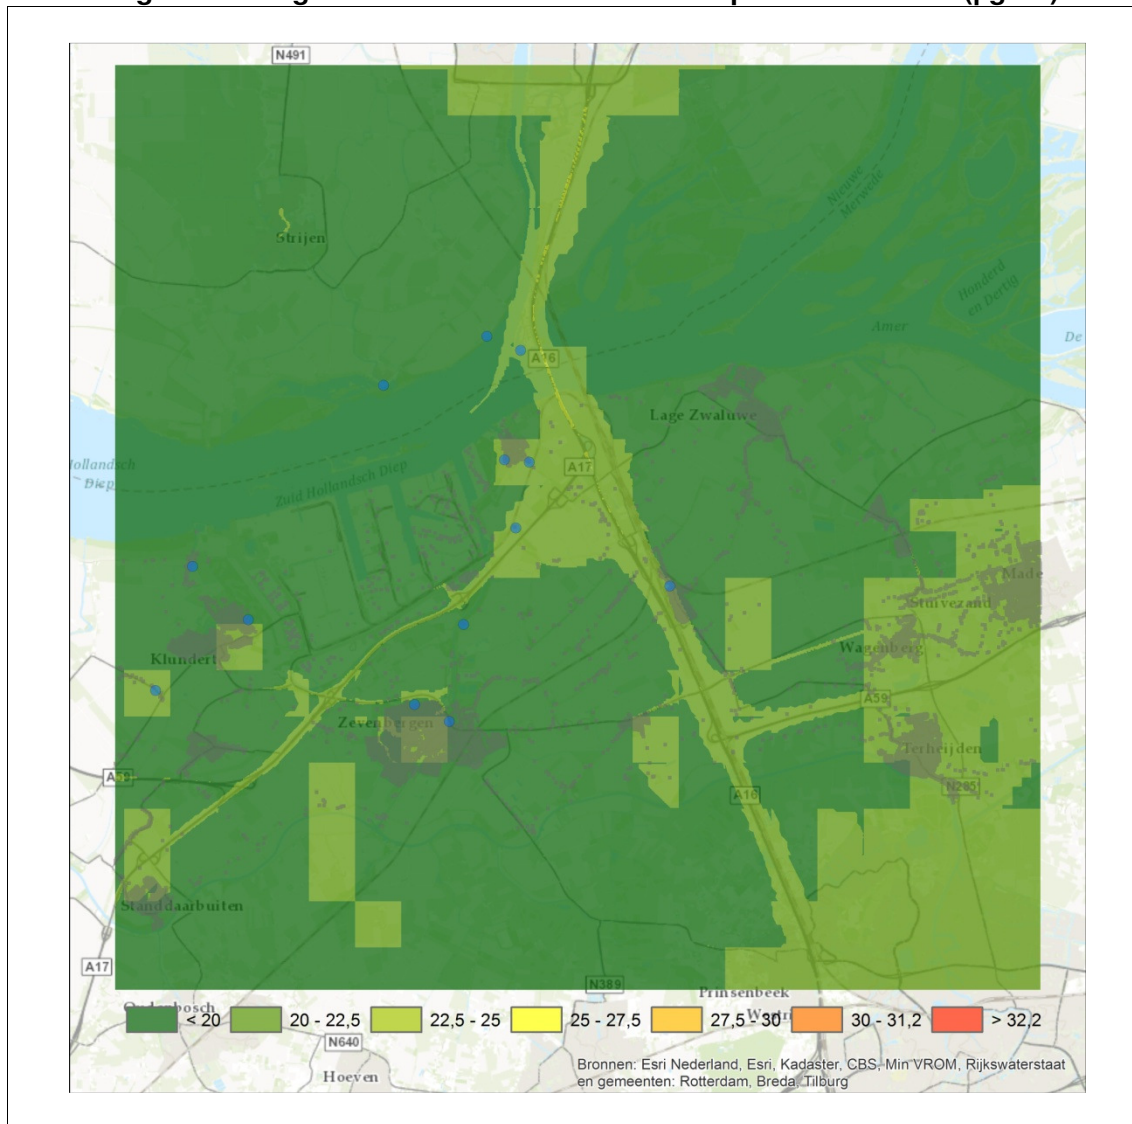 N491
Nieuwe
Merwede
Strijen
Honderd
en Dertig
Amer
De
A16
Lage Zwaluwe
ollandsch
Diep
Zuid Hollandsch Diep
A17
Made
Stuivezand
Wagenberg
Klundert
A59
Zevenbergen
Terheijden
A59
N285
A16
Standdaarbuiten
A17
N389
Prinsenbeek
< 20
20 - 22,5
22,5 - 25
25 - 27,5
27,5 - 30
30 - 31,2
> 32,2
N640
Hoeven
Bronnen: Esri Nederland, Esri, Kadaster, CBS, Min VROM, Rijkswaterstaat
en gemeenten: Rotterdam, Breda, Tilburg